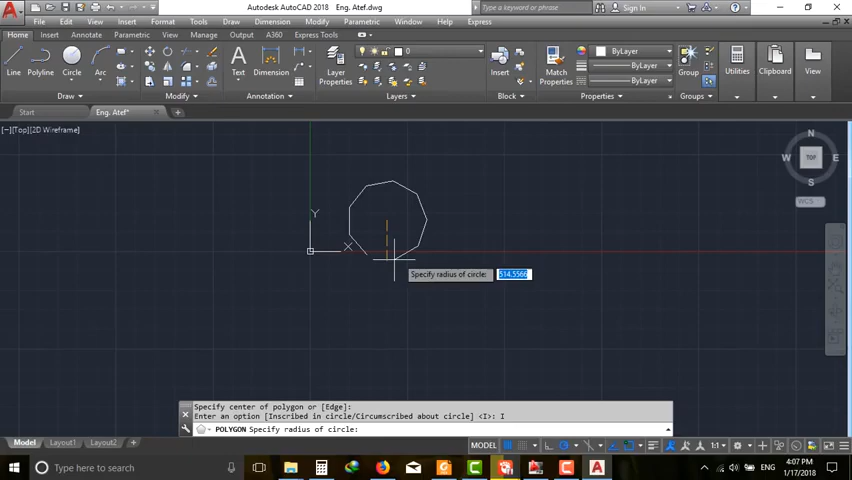 Autodesk AutoCAD 2018 - Eng. Atef.dwg
Type a keyword or phrase
Sign In
File Edit View Insert Format Tools Draw Dimension Modify Parametric Window Help Express
Home Insert Annotate Parametric View Manage Output Add-ins A360 Express Tools
Line Polyline Circle Arc
Text Dimension
Layer Properties
0
Insert
Match Properties
ByLayer
ByLayer
ByLayer
Group
Utilities
Clipboard
View
Draw Modify Annotation Layers Block Properties Groups
Start Eng. Atef*
[–][Top][2D Wireframe]
N
W TOP E
S
WCS
Y
X
Specify radius of circle: 514.5566
Specify center of polygon or [Edge]:
Enter an option [Inscribed in circle/Circumscribed about circle] <I>: I
POLYGON Specify radius of circle:
Model Layout1 Layout2 +
MODEL
1:1
Type here to search
ENG
4:07 PM
1/17/2018